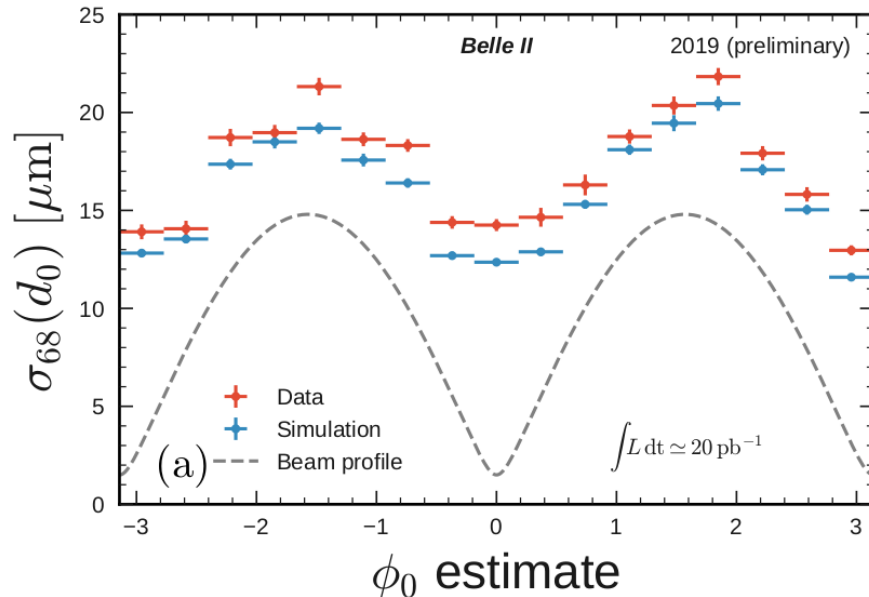 Belle II 2019 (preliminary)
25
20
15
10
5
0
σ₆₈(d₀) [μm]
Data
Simulation
Beam profile
(a)
∫L dt ≃ 20 pb⁻¹
−3 −2 −1 0 1 2 3
ϕ₀ estimate